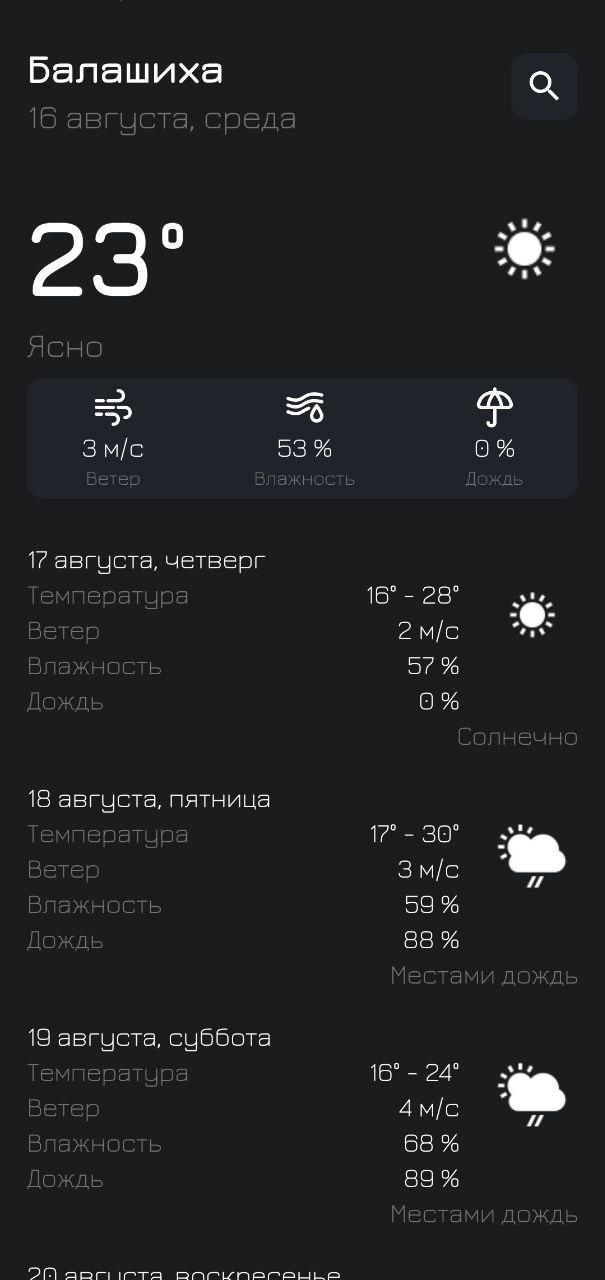 Балашиха
16 августа, среда
23°
Ясно
3 м/с 53 % 0 %
Ветер Влажность Дождь
17 августа, четверг
Температура 16° - 28°
Ветер 2 м/с
Влажность 57 %
Дождь 0 %
Солнечно
18 августа, пятница
Температура 17° - 30°
Ветер 3 м/с
Влажность 59 %
Дождь 88 %
Местами дождь
19 августа, суббота
Температура 16° - 24°
Ветер 4 м/с
Влажность 68 %
Дождь 89 %
Местами дождь
20 августа, воскресенье